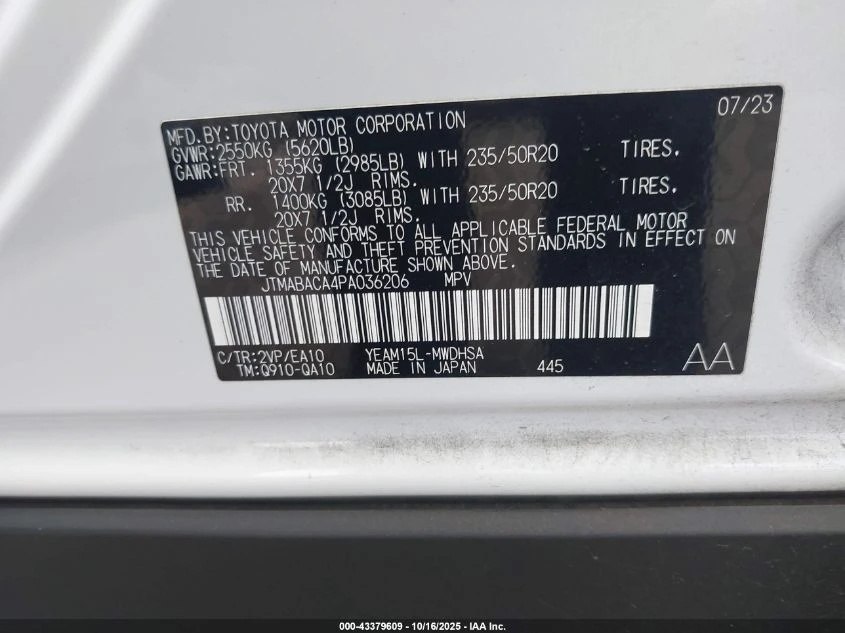 07/23
MFD.BY:TOYOTA MOTOR CORPORATION
GVWR:2550KG (5620LB)
GAWR:FRT. 1355KG (2985LB) WITH 235/50R20 TIRES.
20X7 1/2J RIMS.
RR. 1400KG (3085LB) WITH 235/50R20 TIRES.
20X7 1/2J RIMS.
THIS VEHICLE CONFORMS TO ALL APPLICABLE FEDERAL MOTOR
VEHICLE SAFETY AND THEFT PREVENTION STANDARDS IN EFFECT ON
THE DATE OF MANUFACTURE SHOWN ABOVE.
JTMABACA4PA036206 MPV
C/TR:2VP/EA10 YEAM15L-MWDHSA AA
TM:Q910-QA10 MADE IN JAPAN 445
000-43379609 - 10/16/2025 - IAA Inc.